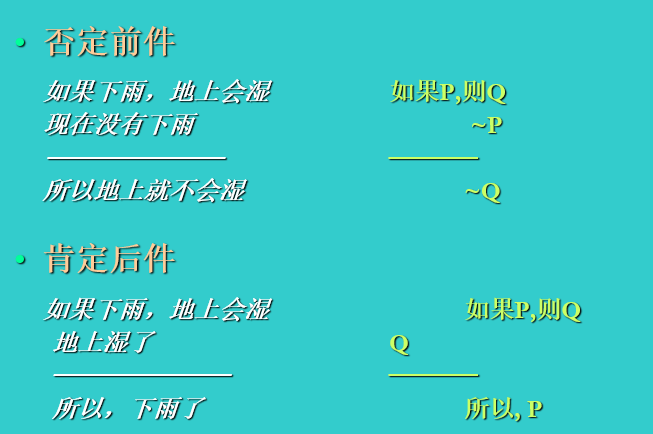 • 否定前件
如果下雨，地上会湿 如果P,则Q
现在没有下雨 ~P
所以地上就不会湿 ~Q
• 肯定后件
如果下雨，地上会湿 如果P,则Q
地上湿了 Q
所以，下雨了 所以, P